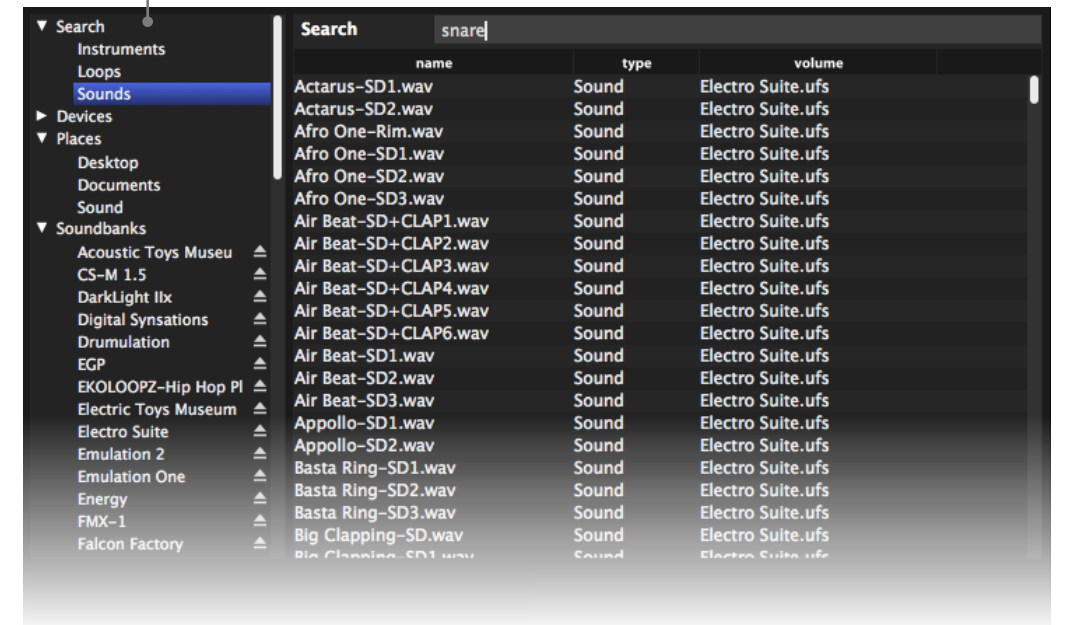 Search
Instruments
Loops
Sounds
Devices
Places
Desktop
Documents
Sound
Soundbanks
Acoustic Toys Museu
CS-M 1.5
DarkLight IIx
Digital Synsations
Drumulation
EGP
EKOLOOPZ-Hip Hop Pl
Electric Toys Museum
Electro Suite
Emulation 2
Emulation One
Energy
FMX-1
Falcon Factory
Search snare
name type volume
Actarus-SD1.wav Sound Electro Suite.ufs
Actarus-SD2.wav Sound Electro Suite.ufs
Afro One-Rim.wav Sound Electro Suite.ufs
Afro One-SD1.wav Sound Electro Suite.ufs
Afro One-SD2.wav Sound Electro Suite.ufs
Afro One-SD3.wav Sound Electro Suite.ufs
Air Beat-SD+CLAP1.wav Sound Electro Suite.ufs
Air Beat-SD+CLAP2.wav Sound Electro Suite.ufs
Air Beat-SD+CLAP3.wav Sound Electro Suite.ufs
Air Beat-SD+CLAP4.wav Sound Electro Suite.ufs
Air Beat-SD+CLAP5.wav Sound Electro Suite.ufs
Air Beat-SD+CLAP6.wav Sound Electro Suite.ufs
Air Beat-SD1.wav Sound Electro Suite.ufs
Air Beat-SD2.wav Sound Electro Suite.ufs
Air Beat-SD3.wav Sound Electro Suite.ufs
Appollo-SD1.wav Sound Electro Suite.ufs
Appollo-SD2.wav Sound Electro Suite.ufs
Basta Ring-SD1.wav Sound Electro Suite.ufs
Basta Ring-SD2.wav Sound Electro Suite.ufs
Basta Ring-SD3.wav Sound Electro Suite.ufs
Big Clapping-SD.wav Sound Electro Suite.ufs
Big Clapping-SD1.wav Sound Electro Suite.ufs